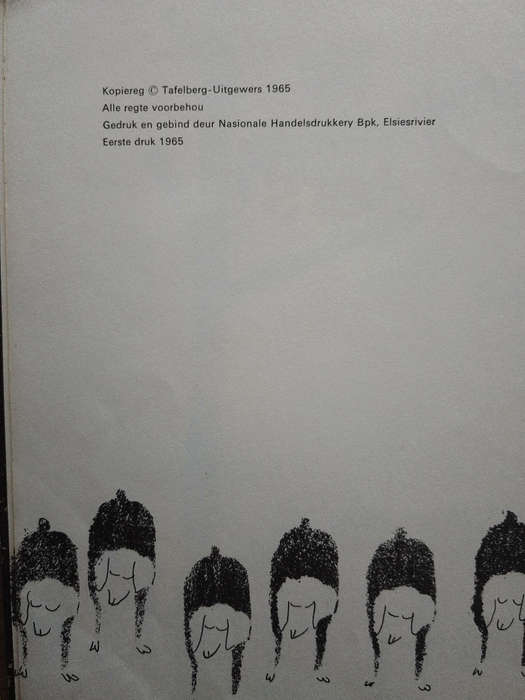 Kopiereg © Tafelberg-Uitgewers 1965
Alle regte voorbehou
Gedruk en gebind deur Nasionale Handelsdrukkery Bpk, Elsiesrivier
Eerste druk 1965